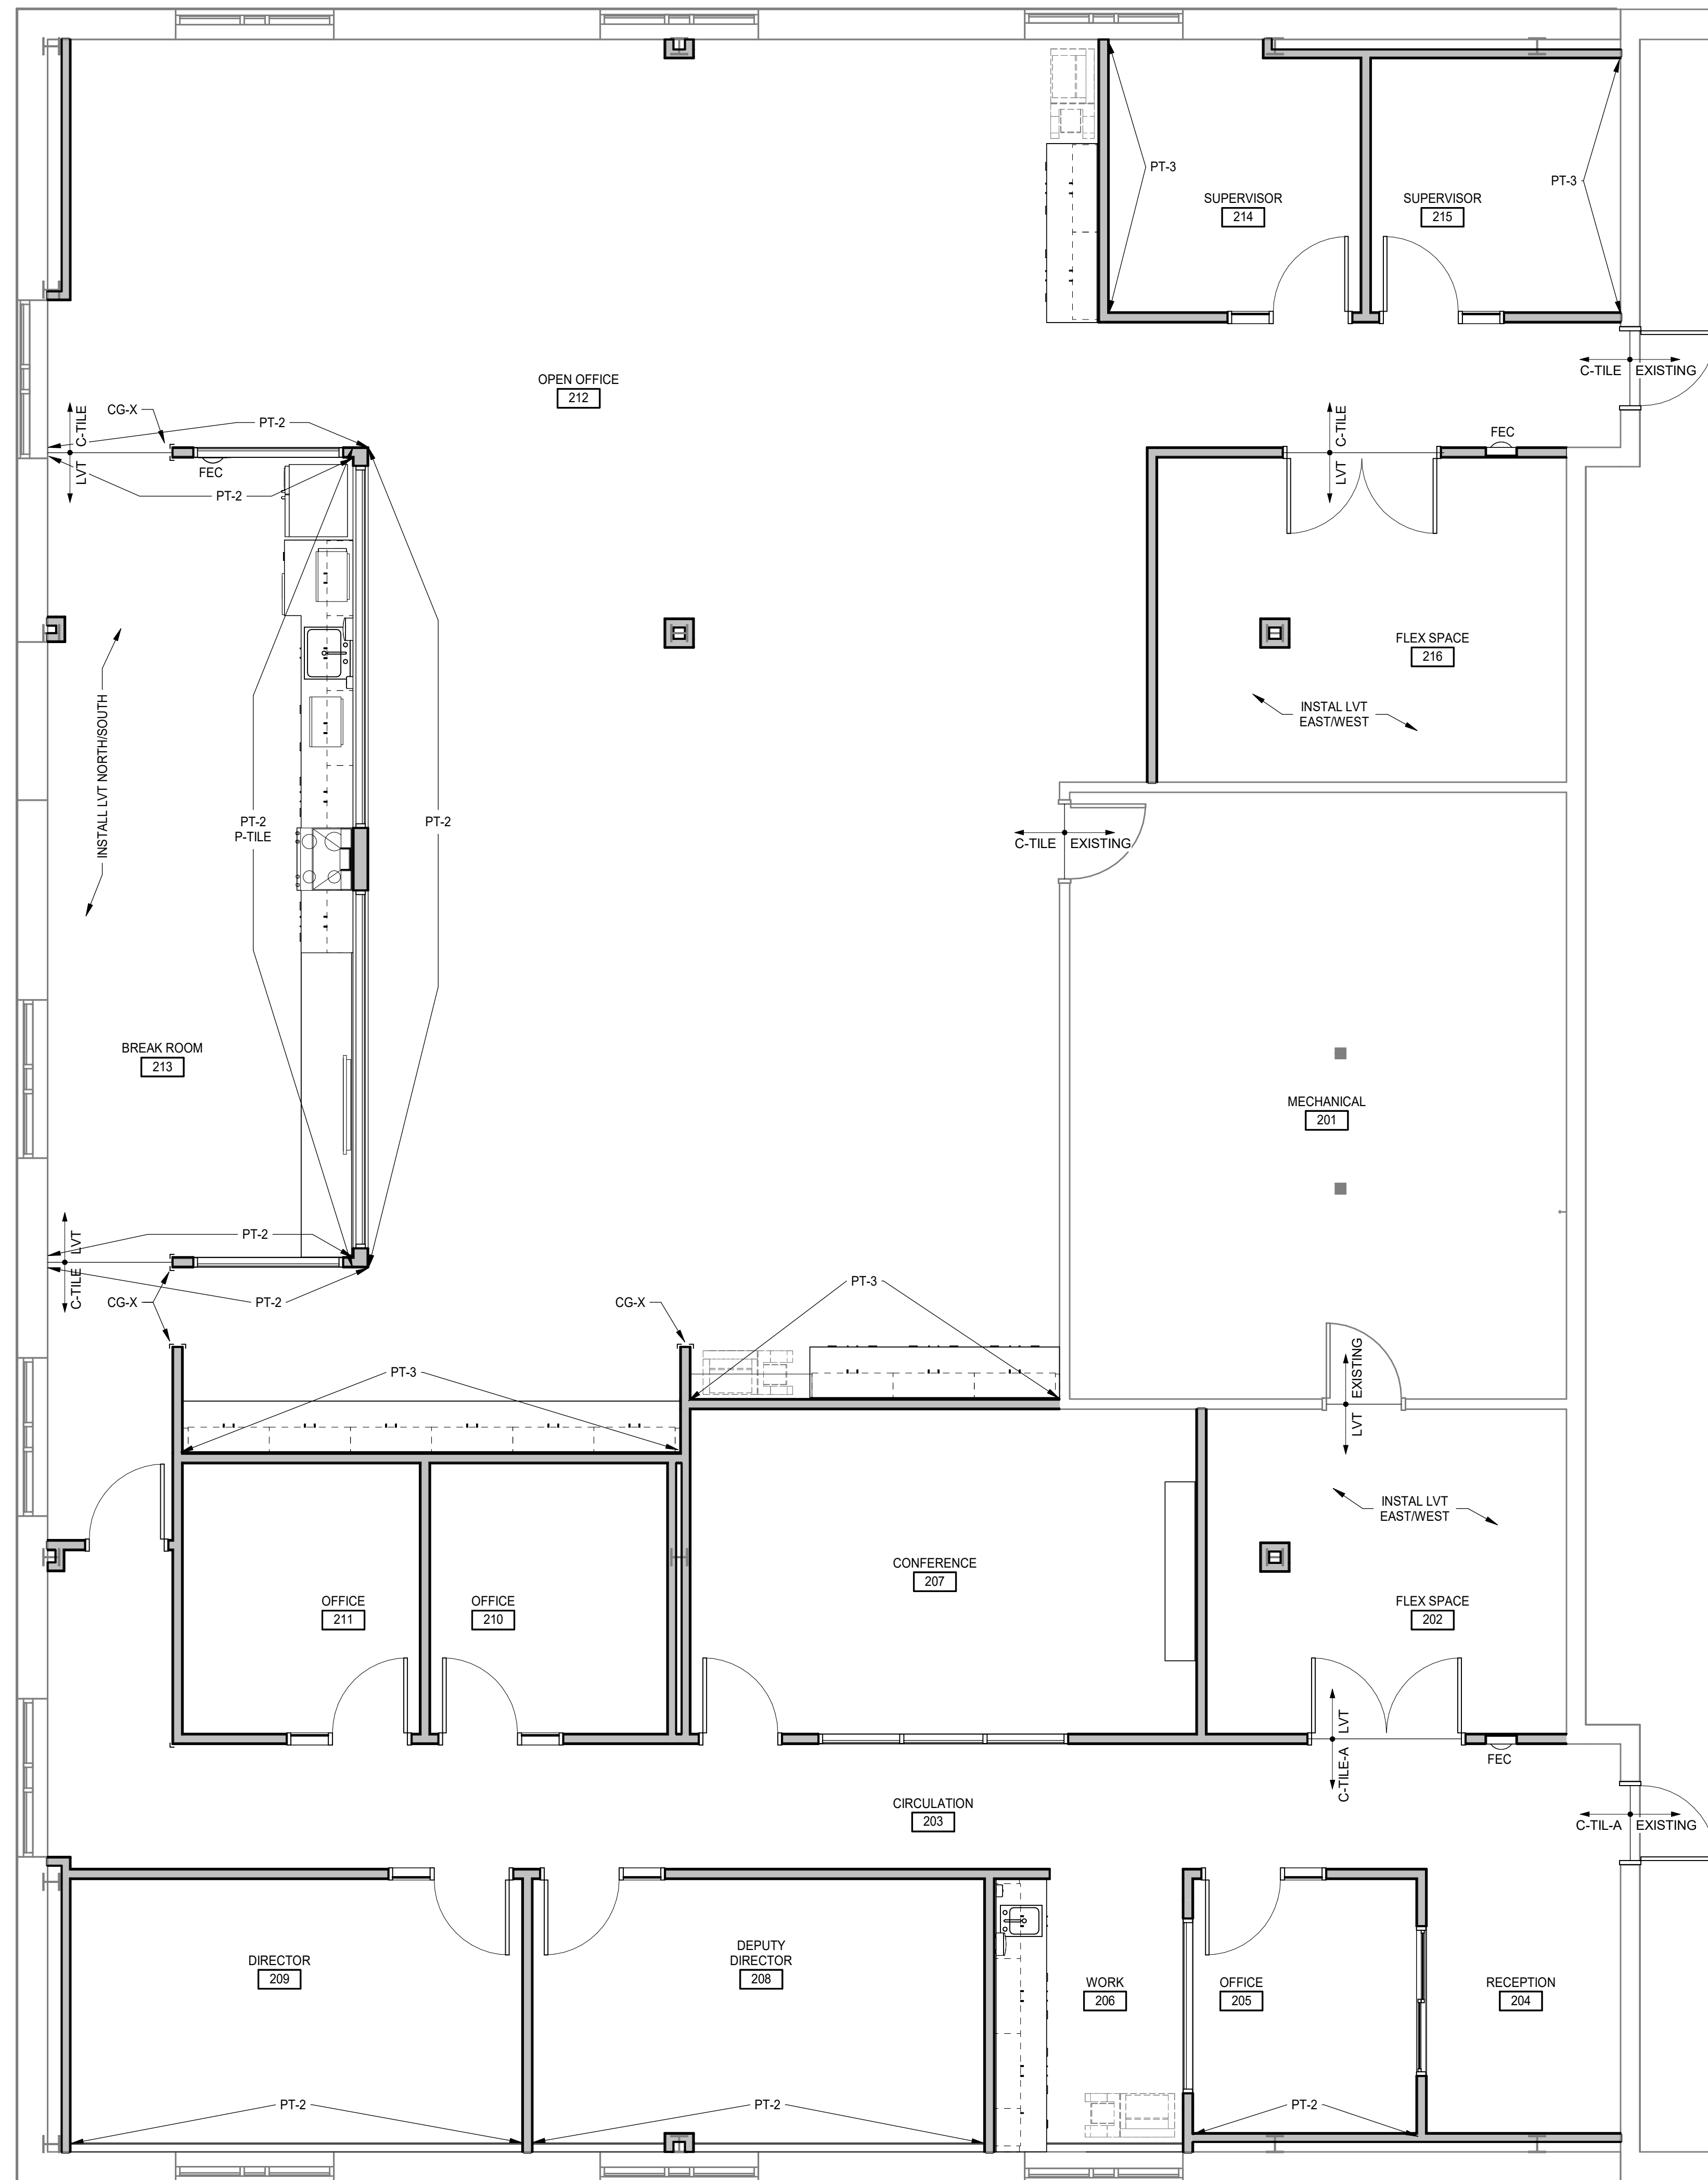 PT-3
PT-3
SUPERVISOR
214
SUPERVISOR
215
C-TILE
EXISTING
OPEN OFFICE
212
CG-X
C-TILE
LVT
PT-2
FEC
PT-2
C-TILE
LVT
FEC
FLEX SPACE
216
INSTAL LVT
EAST/WEST
INSTALL LVT NORTH/SOUTH
PT-2
P-TILE
PT-2
C-TILE
EXISTING
BREAK ROOM
213
MECHANICAL
201
LVT
C-TILE
PT-2
CG-X
PT-2
CG-X
PT-3
PT-3
EXISTING
LVT
INSTAL LVT
EAST/WEST
CONFERENCE
207
OFFICE
211
OFFICE
210
FLEX SPACE
202
LVT
C-TILE-A
FEC
CIRCULATION
203
C-TIL-A
EXISTING
DIRECTOR
209
DEPUTY
DIRECTOR
208
WORK
206
OFFICE
205
RECEPTION
204
PT-2
PT-2
PT-2